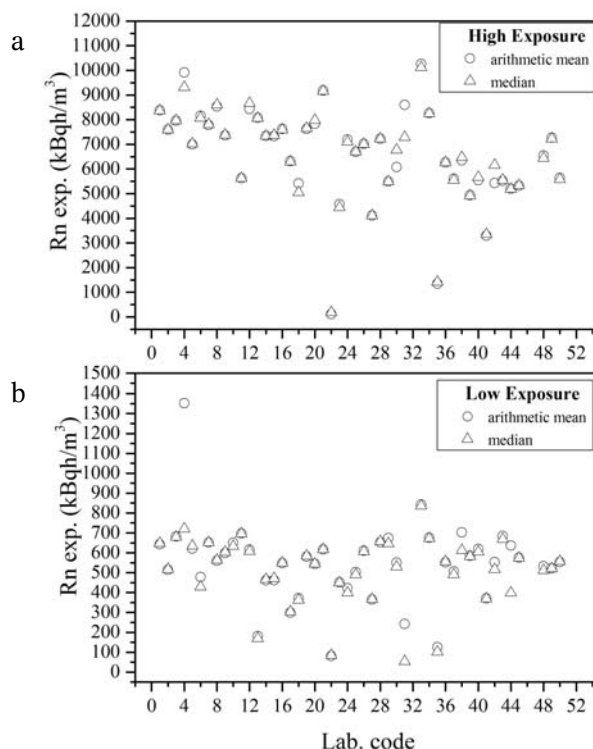 a
Rn exp. (kBqh/m³)
12000
11000
10000
9000
8000
7000
6000
5000
4000
3000
2000
1000
0
High Exposure
arithmetic mean
median
0 4 8 12 16 20 24 28 32 36 40 44 48 52
b
Rn exp. (kBqh/m³)
1500
1400
1300
1200
1100
1000
900
800
700
600
500
400
300
200
100
0
Low Exposure
arithmetic mean
median
0 4 8 12 16 20 24 28 32 36 40 44 48 52
Lab. code